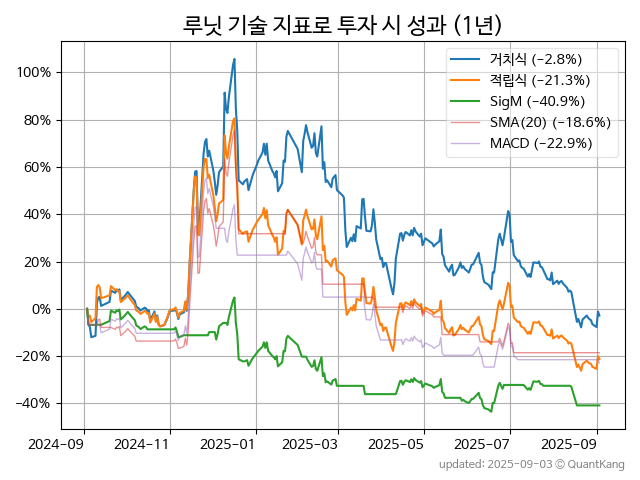 루닛 기술 지표로 투자 시 성과 (1년)
거치식 (−2.8%)
적립식 (−21.3%)
SigM (−40.9%)
SMA(20) (−18.6%)
MACD (−22.9%)
100%
80%
60%
40%
20%
0%
−20%
−40%
2024-09
2024-11
2025-01
2025-03
2025-05
2025-07
2025-09
updated: 2025-09-03 ⓒ QuantKang